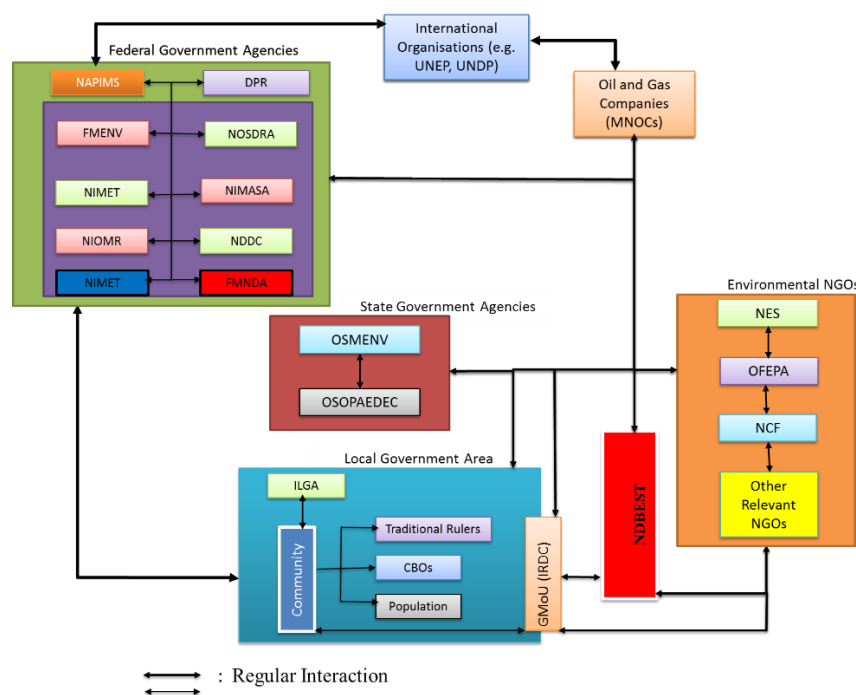 International
Organisations (e.g.
UNEP, UNDP)
Federal Government Agencies
NAPIMS
DPR
Oil and Gas
Companies
(MNOCs)
FMENV
NOSDRA
NIMET
NIMASA
NIOMR
NDDC
NIMET
FMNDA
State Government Agencies
OSMENV
OSOPAEDEC
Environmental NGOs
NES
OFEPA
NCF
Other
Relevant
NGOs
Local Government Area
ILGA
Community
Traditional Rulers
CBOs
Population
GMoU (IRDC)
NDBEST
: Regular Interaction